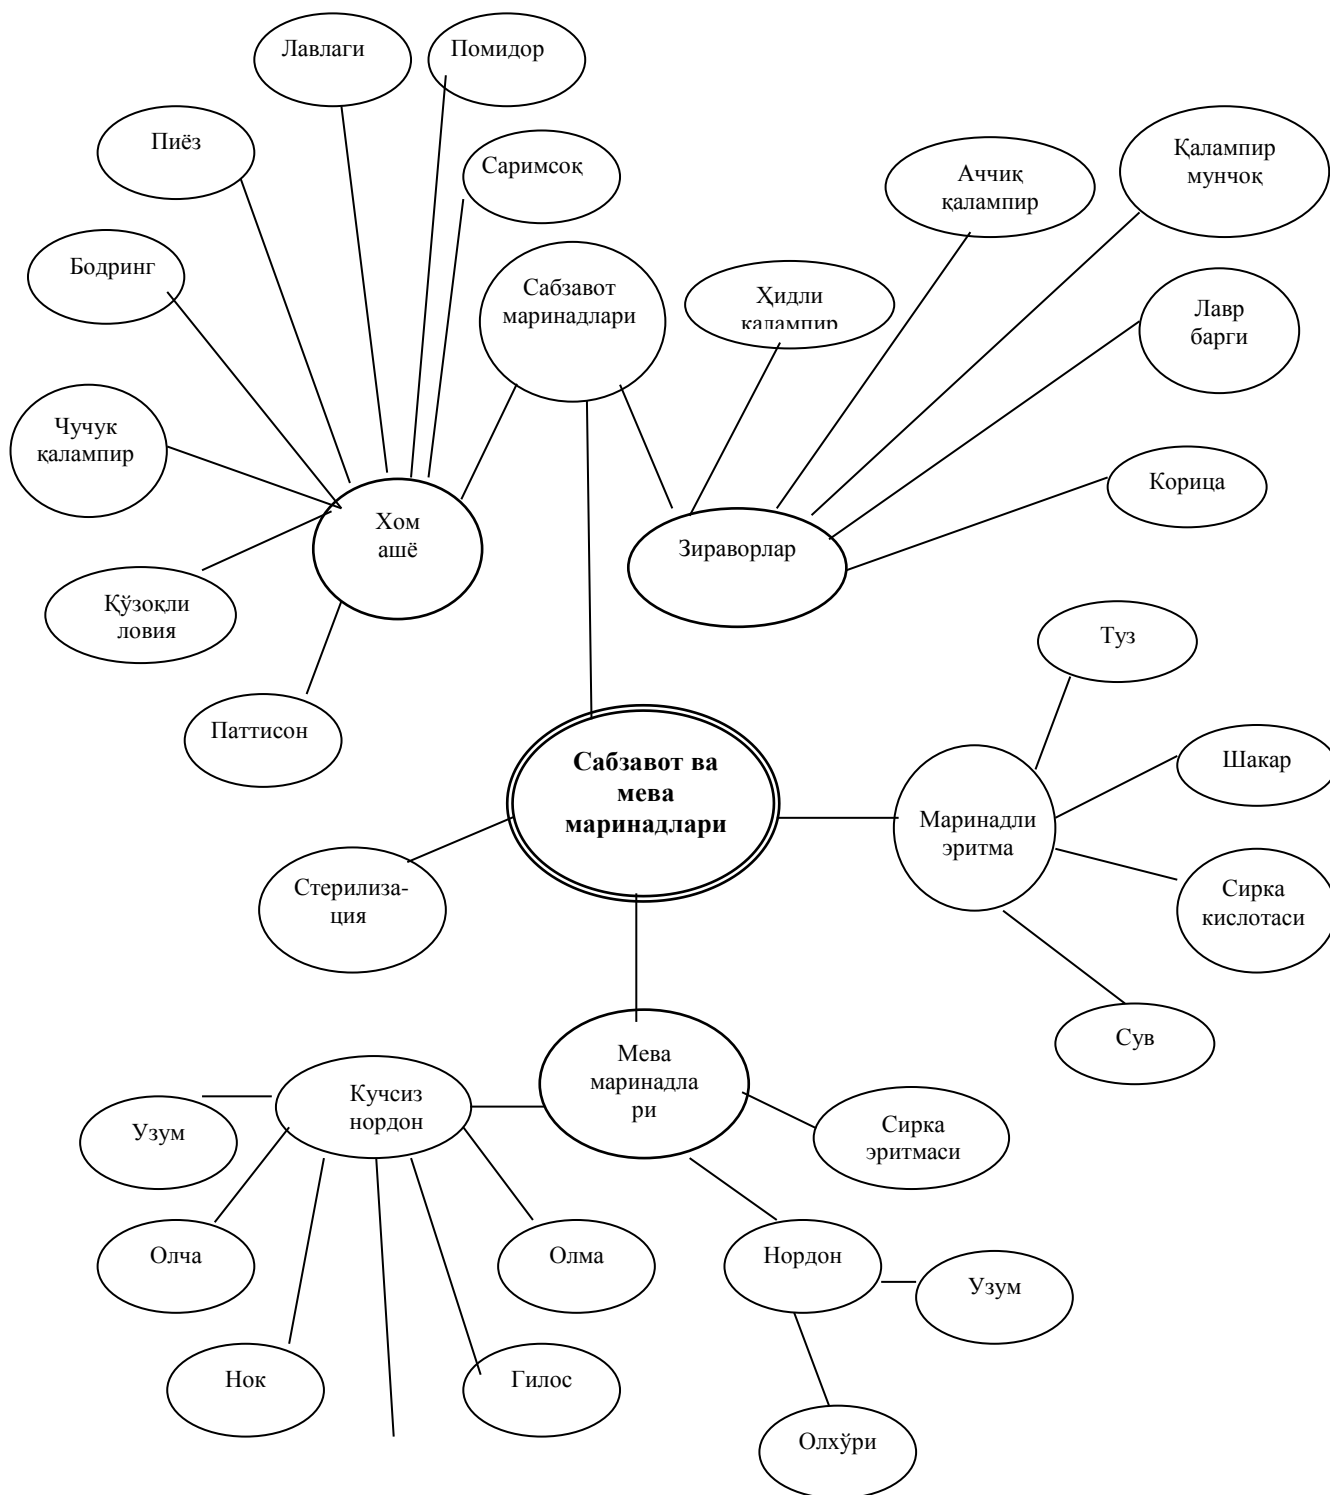 Лавлаги
Помидор
Пиёз
Саримсоқ
Қалампир
мунчоқ
Аччиқ
қалампир
Бодринг
Сабзавот
маринадлари
Ҳидли
қалампир
Лавр
барги
Чучук
қалампир
Корица
Хом
ашё
Зираворлар
Қўзоқли
ловия
Туз
Паттисон
Сабзавот ва
мева
маринадлари
Шакар
Маринадли
эритма
Стерилиза-
ция
Сирка
кислотаси
Сув
Мева
маринадла
ри
Кучсиз
нордон
Узум
Сирка
эритмаси
Олча
Олма
Нордон
Узум
Нок
Гилос
Олхўри